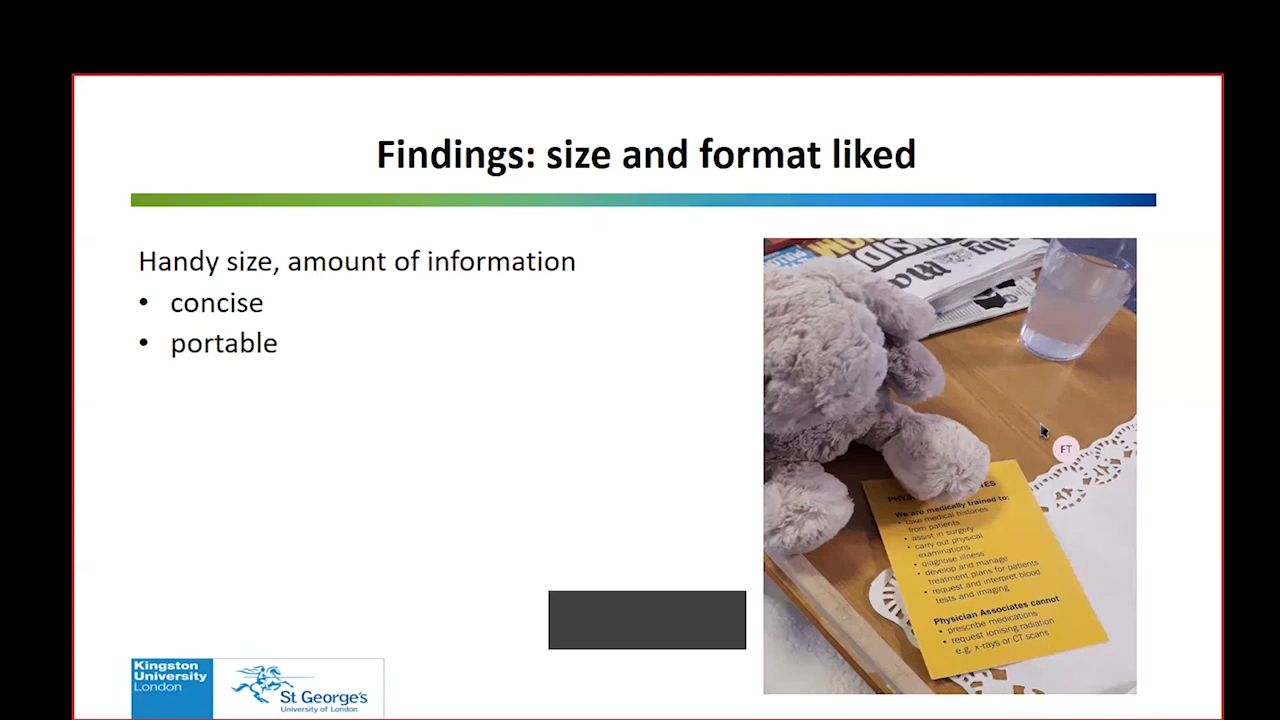 Findings: size and format liked
Handy size, amount of information
• concise
• portable
FT
We are medically trained to:
• take medical histories
from patients
• assist in surgery
• carry out physical
examinations
• diagnose illness
• develop and manage
treatment plans for patients
• request and interpret blood
tests and imaging
Physician Associates cannot
• prescribe medications
• request ionising radiation
e.g. x-rays or CT scans
Kingston
University
London
St George's
University of London